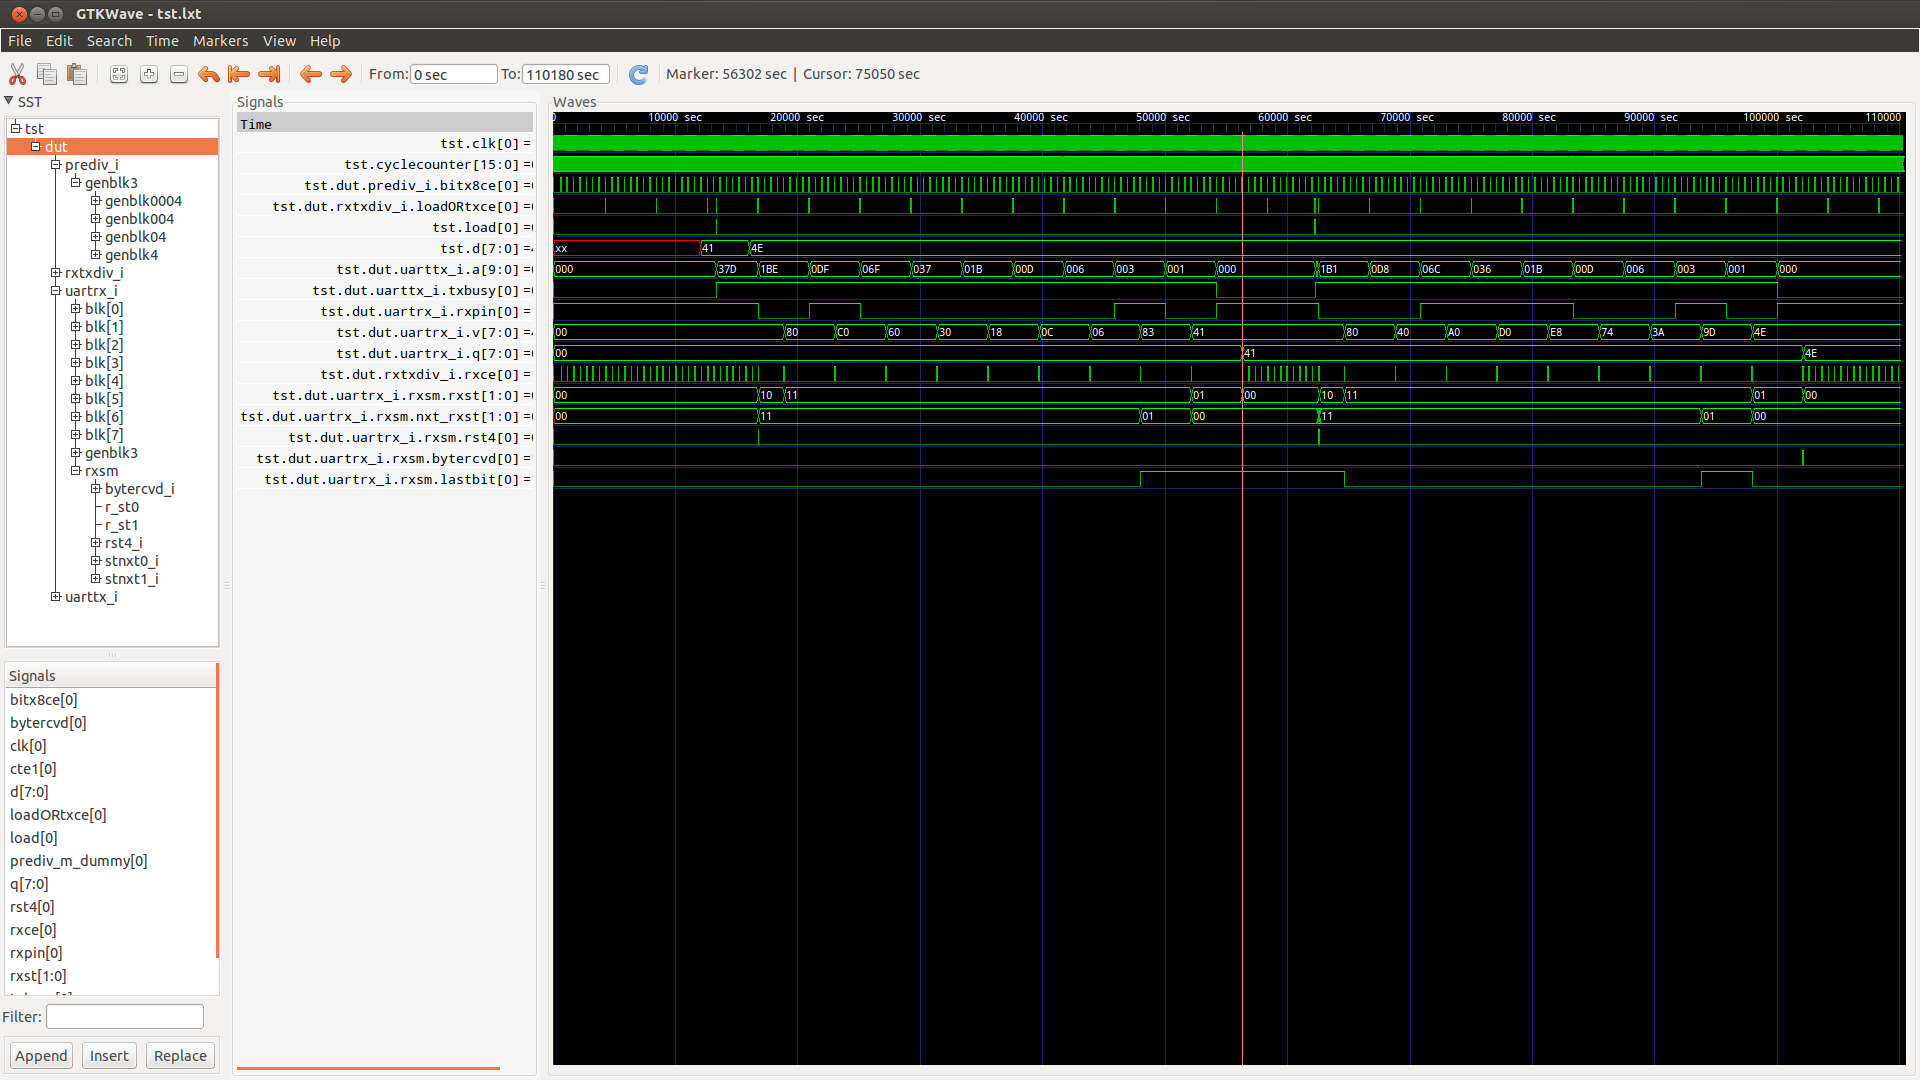 GTKWave - tst.lxt
File Edit Search Time Markers View Help
From: 0 sec To: 110180 sec Marker: 56302 sec | Cursor: 75050 sec
SST
tst
dut
prediv_i
genblk3
genblk0004
genblk004
genblk04
genblk4
rxtxdiv_i
uartrx_i
blk[0]
blk[1]
blk[2]
blk[3]
blk[4]
blk[5]
blk[6]
blk[7]
genblk3
rxsm
bytercvd_i
r_st0
r_st1
rst4_i
stnxt0_i
stnxt1_i
uarttx_i
Signals
bitx8ce[0]
bytercvd[0]
clk[0]
cte1[0]
d[7:0]
loadORtxce[0]
load[0]
prediv_m_dummy[0]
q[7:0]
rst4[0]
rxce[0]
rxpin[0]
rxst[1:0]
Filter:
Append Insert Replace
Signals
Time
tst.clk[0] =
tst.cyclecounter[15:0] =
tst.dut.prediv_i.bitx8ce[0] =
tst.dut.rxtxdiv_i.loadORtxce[0] =
tst.load[0] =
tst.d[7:0] =
tst.dut.uarttx_i.a[9:0] =
tst.dut.uarttx_i.txbusy[0] =
tst.dut.uartrx_i.rxpin[0] =
tst.dut.uartrx_i.v[7:0] =
tst.dut.uartrx_i.q[7:0] =
tst.dut.rxtxdiv_i.rxce[0] =
tst.dut.uartrx_i.rxsm.rxst[1:0] =
tst.dut.uartrx_i.rxsm.nxt_rxst[1:0] =
tst.dut.uartrx_i.rxsm.rst4[0] =
tst.dut.uartrx_i.rxsm.bytercvd[0] =
tst.dut.uartrx_i.rxsm.lastbit[0] =
Waves
0 10000 sec 20000 sec 30000 sec 40000 sec 50000 sec 60000 sec 70000 sec 80000 sec 90000 sec 100000 sec 110000
xx 41 4E
000 37D 1BE 0DF 06F 037 01B 00D 006 003 001 000 1B1 0D8 06C 036 01B 00D 006 003 001 000
00 80 C0 60 30 18 0C 06 83 41 80 40 A0 D0 E8 74 3A 9D 4E
00 41 4E
00 10 11 01 00 10 11 01 00
00 11 01 00 11 01 00